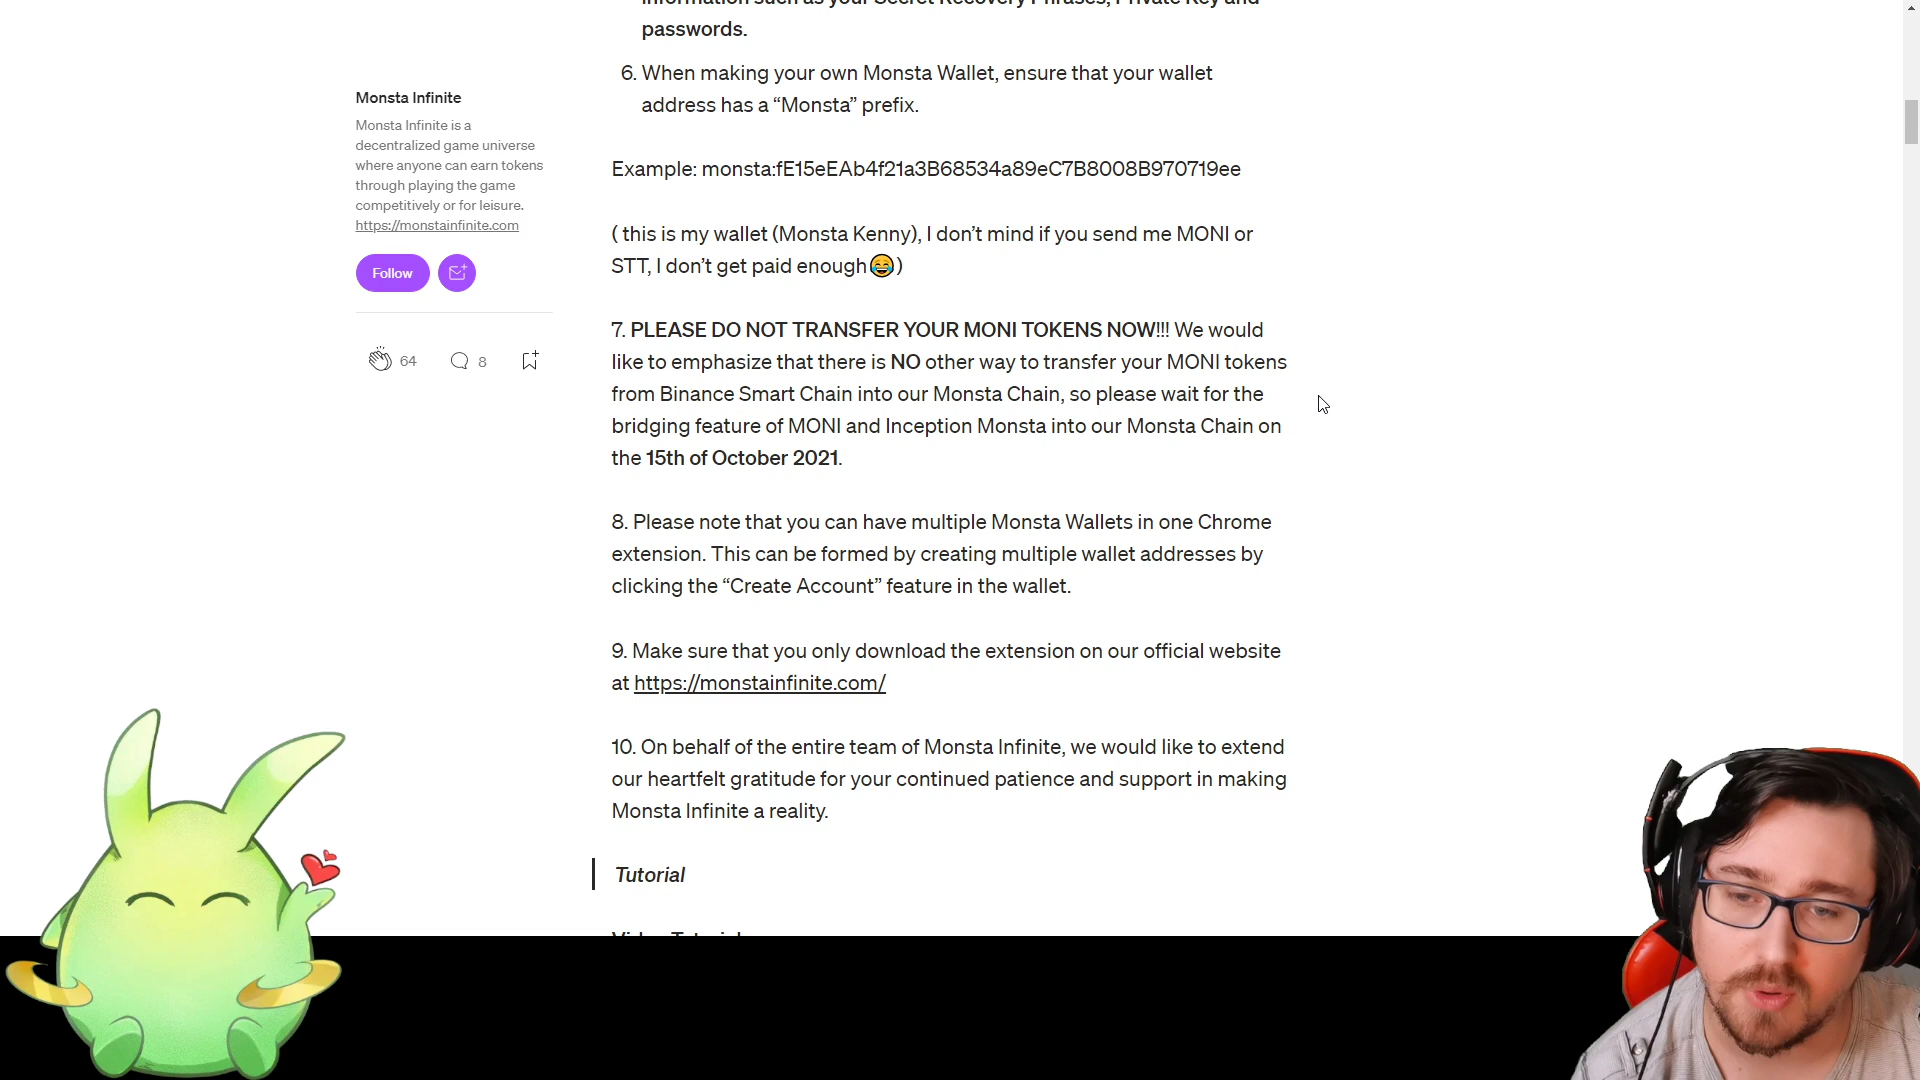 passwords.
6. When making your own Monsta Wallet, ensure that your wallet
address has a “Monsta” prefix.
Example: monsta:fE15eEAb4f21a3B68534a89eC7B8008B970719ee
( this is my wallet (Monsta Kenny), I don’t mind if you send me MONI or
STT, I don’t get paid enough😂)
7. PLEASE DO NOT TRANSFER YOUR MONI TOKENS NOW!!! We would
like to emphasize that there is NO other way to transfer your MONI tokens
from Binance Smart Chain into our Monsta Chain, so please wait for the
bridging feature of MONI and Inception Monsta into our Monsta Chain on
the 15th of October 2021.
8. Please note that you can have multiple Monsta Wallets in one Chrome
extension. This can be formed by creating multiple wallet addresses by
clicking the “Create Account” feature in the wallet.
9. Make sure that you only download the extension on our official website
at https://monstainfinite.com/
10. On behalf of the entire team of Monsta Infinite, we would like to extend
our heartfelt gratitude for your continued patience and support in making
Monsta Infinite a reality.
Tutorial
Monsta Infinite
Monsta Infinite is a
decentralized game universe
where anyone can earn tokens
through playing the game
competitively or for leisure.
https://monstainfinite.com
Follow
64
8